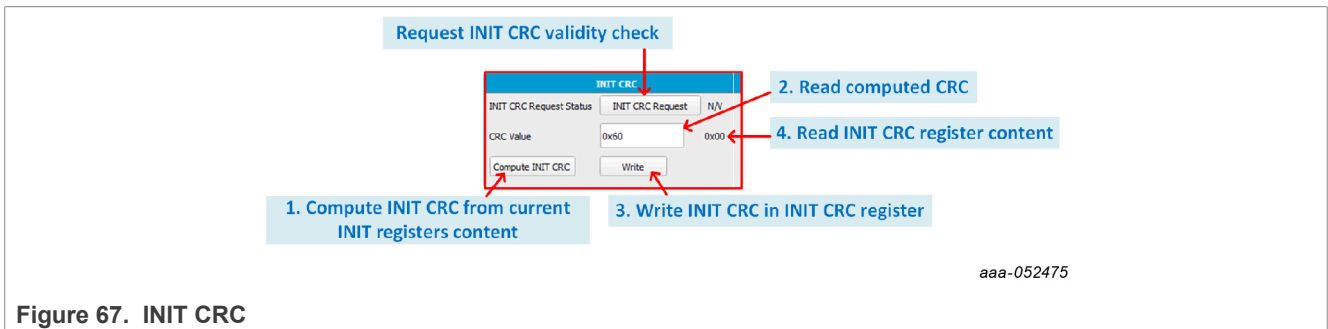 Request INIT CRC validity check
INIT CRC
INIT CRC Request Status INIT CRC Request N/V
2. Read computed CRC
CRC Value 0x60 0x00
4. Read INIT CRC register content
Compute INIT CRC Write
1. Compute INIT CRC from current
INIT registers content
3. Write INIT CRC in INIT CRC register
aaa-052475
Figure 67. INIT CRC